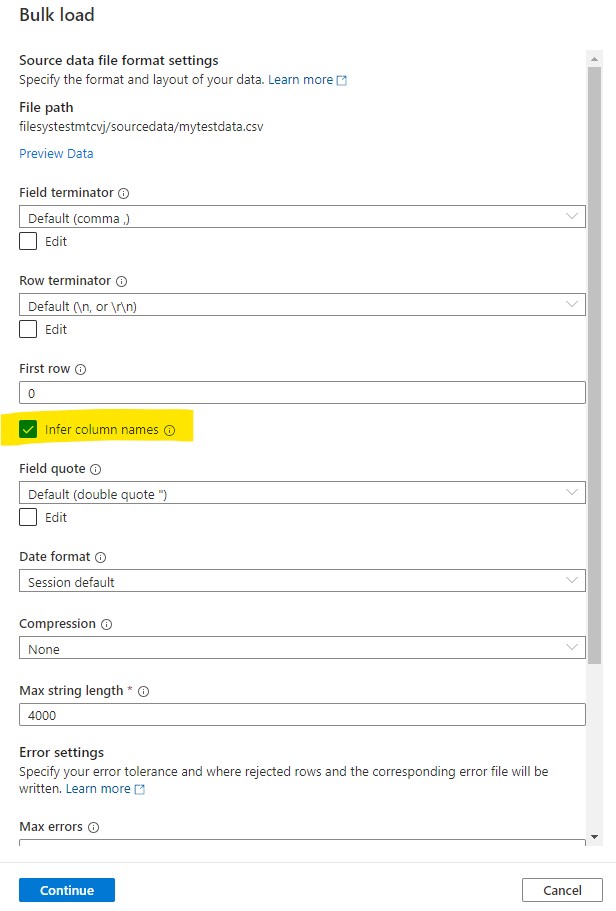 Bulk load
Source data file format settings
Specify the format and layout of your data. Learn more
File path
filesystestmtcvj/sourcedata/mytestdata.csv
Preview Data
Field terminator
Default (comma ,)
Edit
Row terminator
Default (\n, or \r\n)
Edit
First row
0
Infer column names
Field quote
Default (double quote ")
Edit
Date format
Session default
Compression
None
Max string length *
4000
Error settings
Specify your error tolerance and where rejected rows and the corresponding error file will be
written. Learn more
Max errors
Continue
Cancel